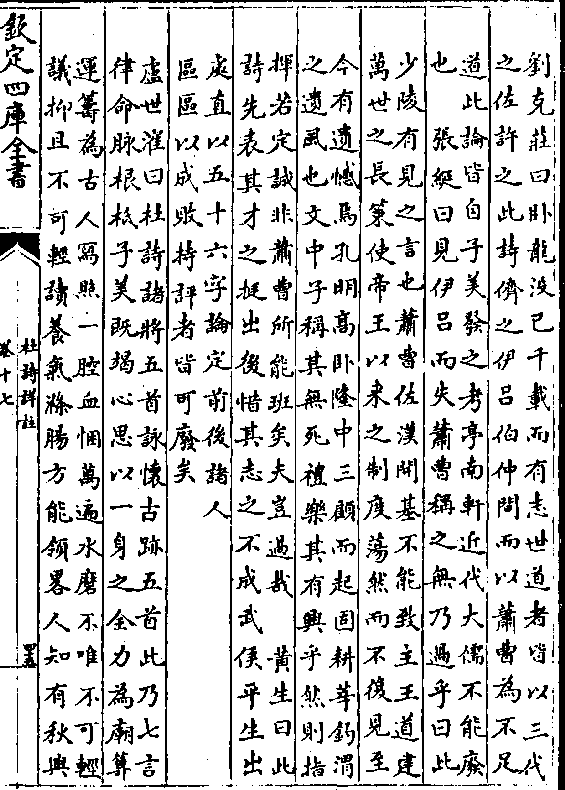 劉克莊曰卧龍没已千載而有志世道者皆以三代
之佐許之此詩儕之伊吕伯仲間而以蕭曹為不足
道此論皆自子美發之考亭南軒近代大儒不能廢
也　張綖曰見伊吕而失蕭曹稱之無乃過乎曰此
少陵有見之言也蕭曹佐漢開基不能致主王道建
萬世之長策使帝王以來之制度蕩然而不復見至
今有遺憾焉孔明高卧隆中三顧而起固耕莘釣渭
之遺風也文中子稱其無死禮樂其有興乎然則指
揮若定誠非蕭曹所能班矣夫豈過哉　黄生曰此
詩先表其才之挺出後惜其志之不成武侯平生出
處直以五十六字論定前後諸人
區區以成敗持評者皆可廢矣
盧世㴶曰杜詩諸將五首詠懷古跡五首此乃七言
律命脉根柢子美既竭心思以一身之全力為廟算
運籌為古人寫照一腔血悃萬遍水磨不唯不可輕
議抑且不可輕讀養氣滌腸方能領畧人知有秋興
欽定四庫全書
杜詩詳註
卷十七
四五